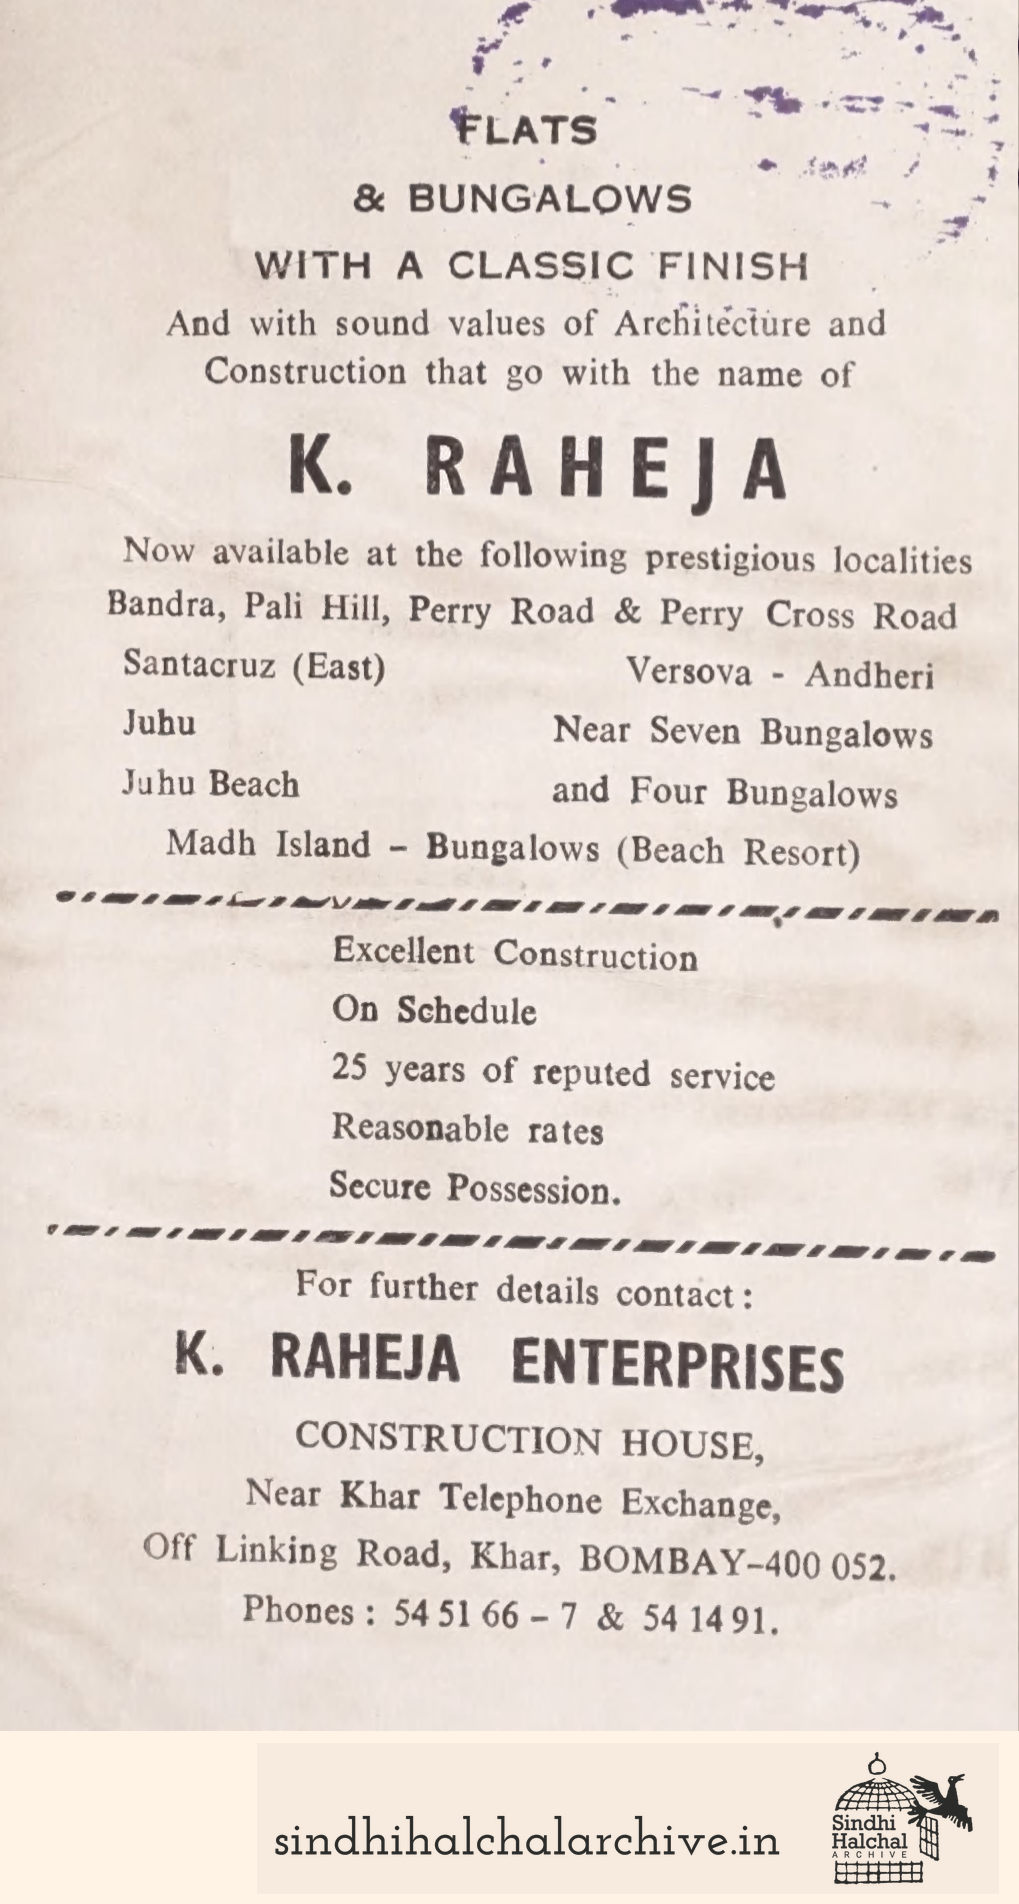 FLATS
& BUNGALOWS
WITH A CLASSIC FINISH
And with sound values of Architecture and
Construction that go with the name of
K. RAHEJA
Now available at the following prestigious localities
Bandra, Pali Hill, Perry Road & Perry Cross Road
Santacruz (East) Versova - Andheri
Juhu Near Seven Bungalows
Juhu Beach and Four Bungalows
Madh Island – Bungalows (Beach Resort)
Excellent Construction
On Schedule
25 years of reputed service
Reasonable rates
Secure Possession.
For further details contact :
K. RAHEJA ENTERPRISES
CONSTRUCTION HOUSE,
Near Khar Telephone Exchange,
Off Linking Road, Khar, BOMBAY–400 052.
Phones : 54 51 66 – 7 & 54 14 91.
sindhihalchalarchive.in
Sindhi
Halchal
ARCHIVE